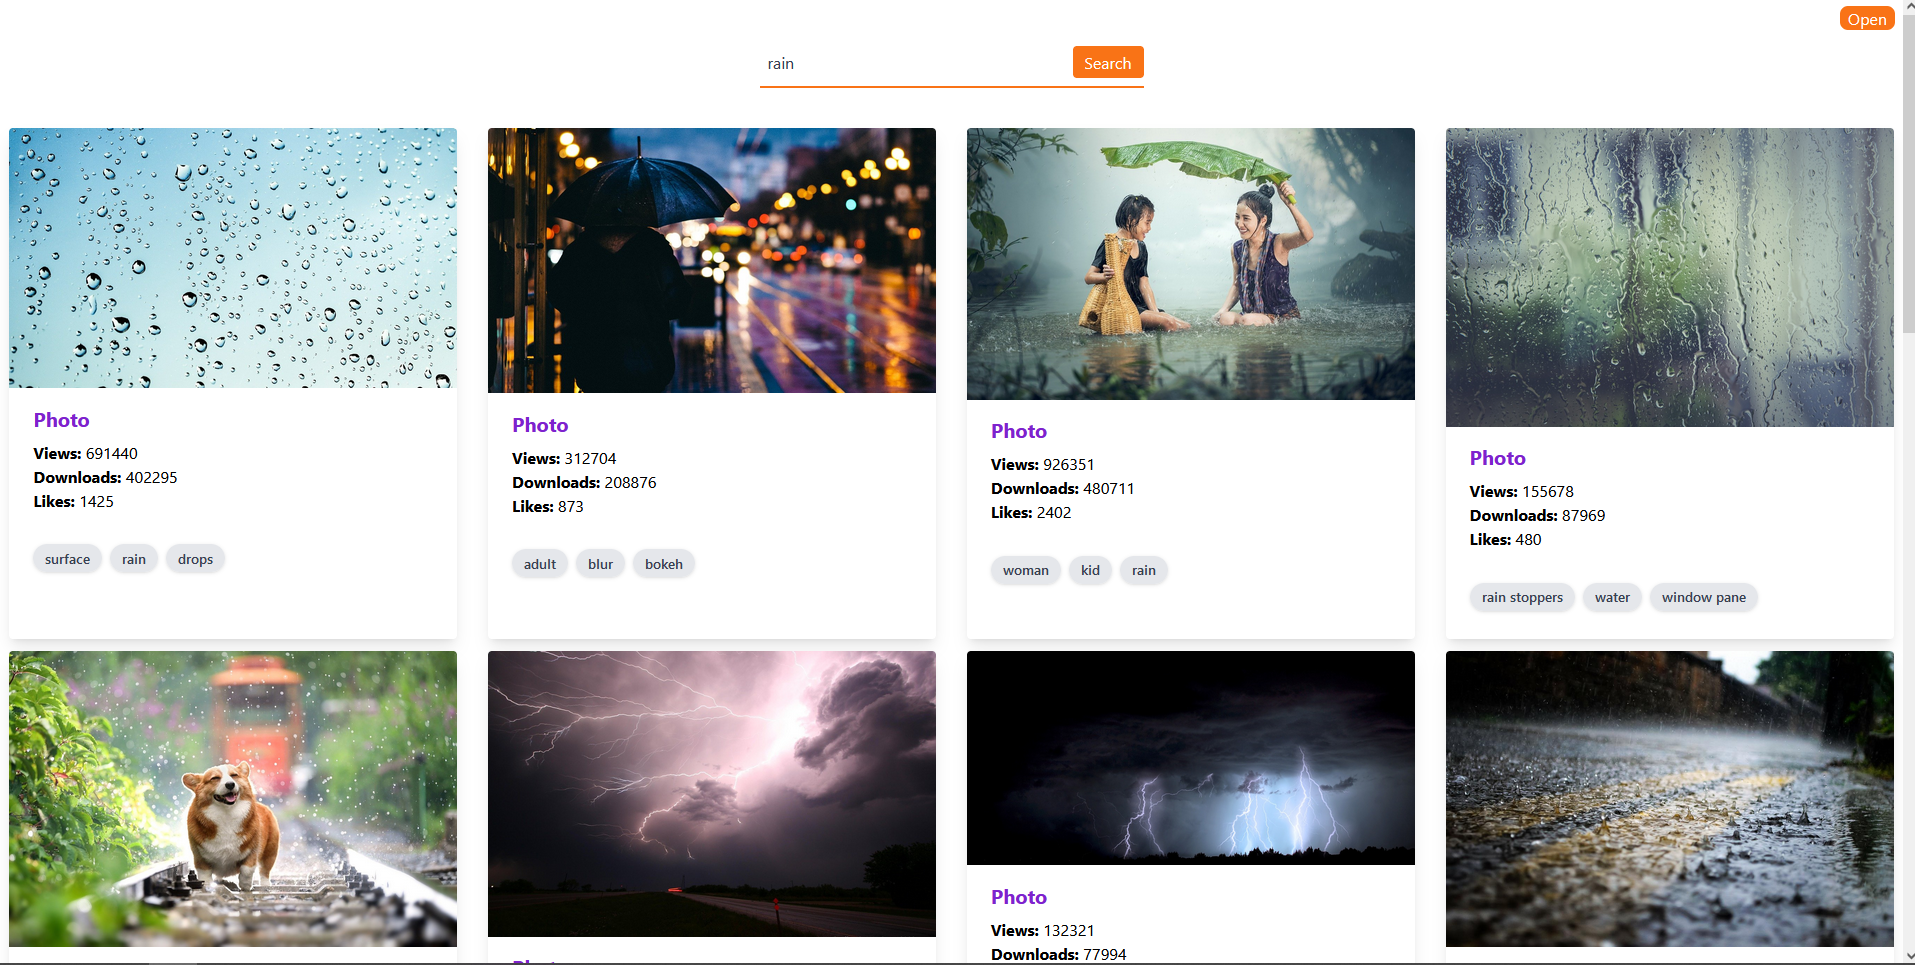 Open
rain
Search
Photo
Views: 691440
Downloads: 402295
Likes: 1425
surface rain drops
Photo
Views: 312704
Downloads: 208876
Likes: 873
adult blur bokeh
Photo
Views: 926351
Downloads: 480711
Likes: 2402
woman kid rain
Photo
Views: 155678
Downloads: 87969
Likes: 480
rain stoppers water window pane
Photo
Views: 132321
Downloads: 77994